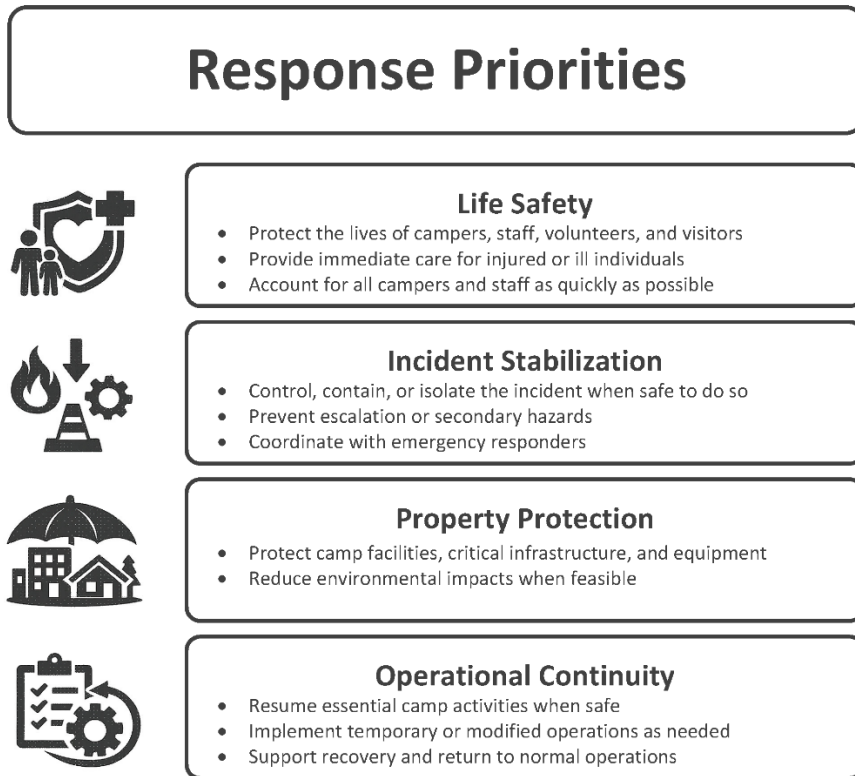 Response Priorities
Life Safety
• Protect the lives of campers, staff, volunteers, and visitors
• Provide immediate care for injured or ill individuals
• Account for all campers and staff as quickly as possible
Incident Stabilization
• Control, contain, or isolate the incident when safe to do so
• Prevent escalation or secondary hazards
• Coordinate with emergency responders
Property Protection
• Protect camp facilities, critical infrastructure, and equipment
• Reduce environmental impacts when feasible
Operational Continuity
• Resume essential camp activities when safe
• Implement temporary or modified operations as needed
• Support recovery and return to normal operations